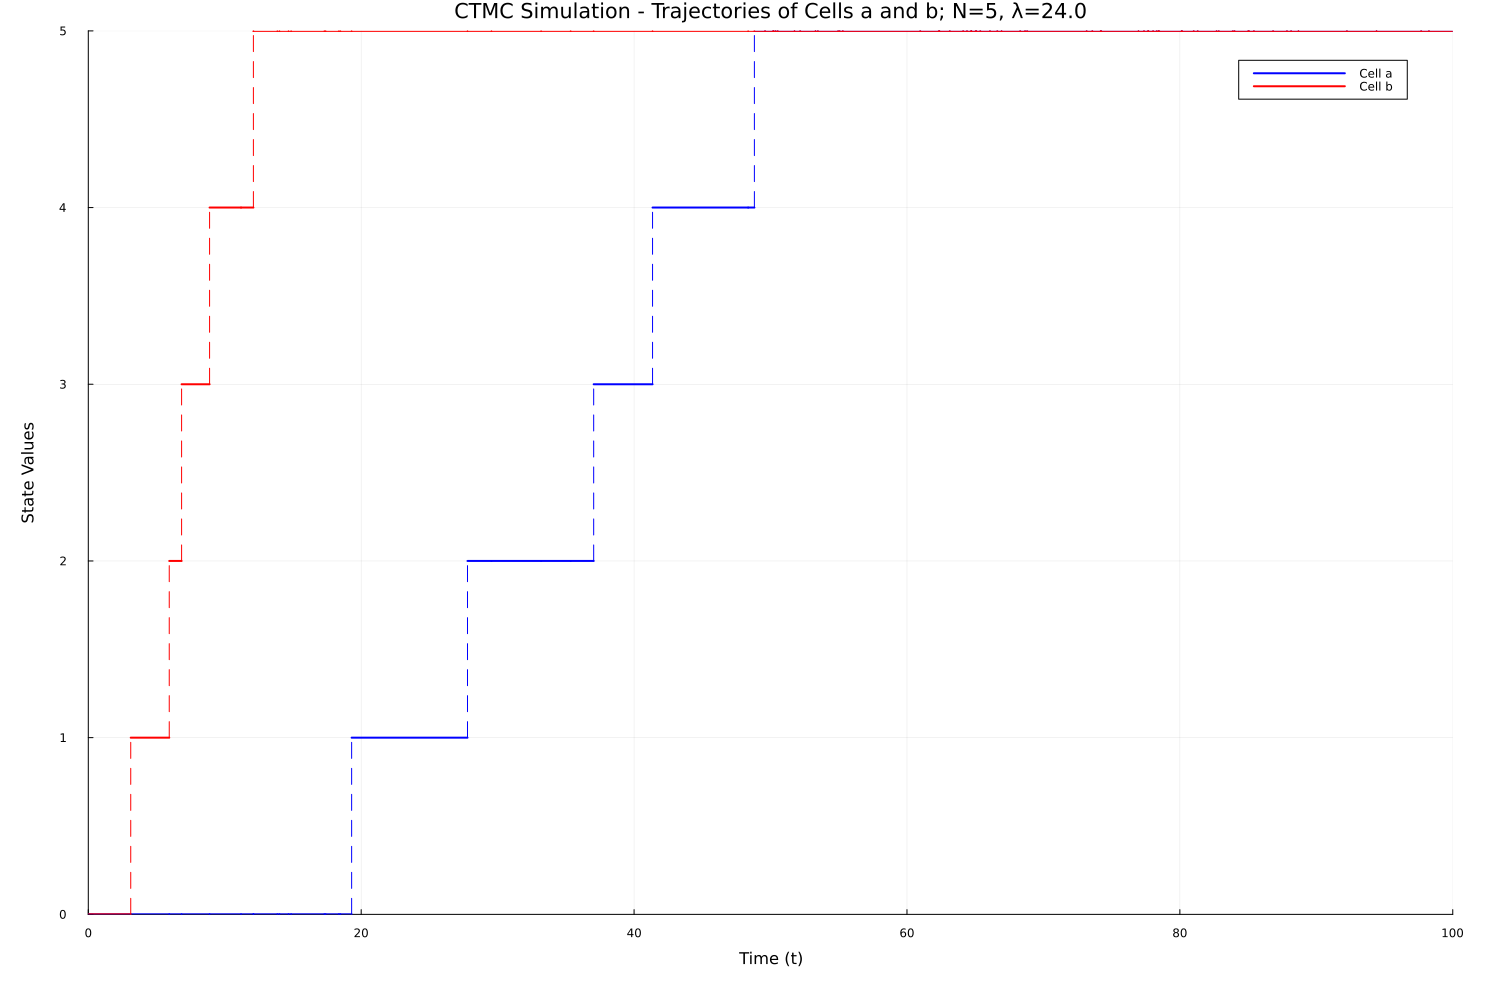 CTMC Simulation - Trajectories of Cells a and b; N=5, λ=24.0
5
Cell a
Cell b
4
3
State Values
2
1
0
0 20 40 60 80 100
Time (t)